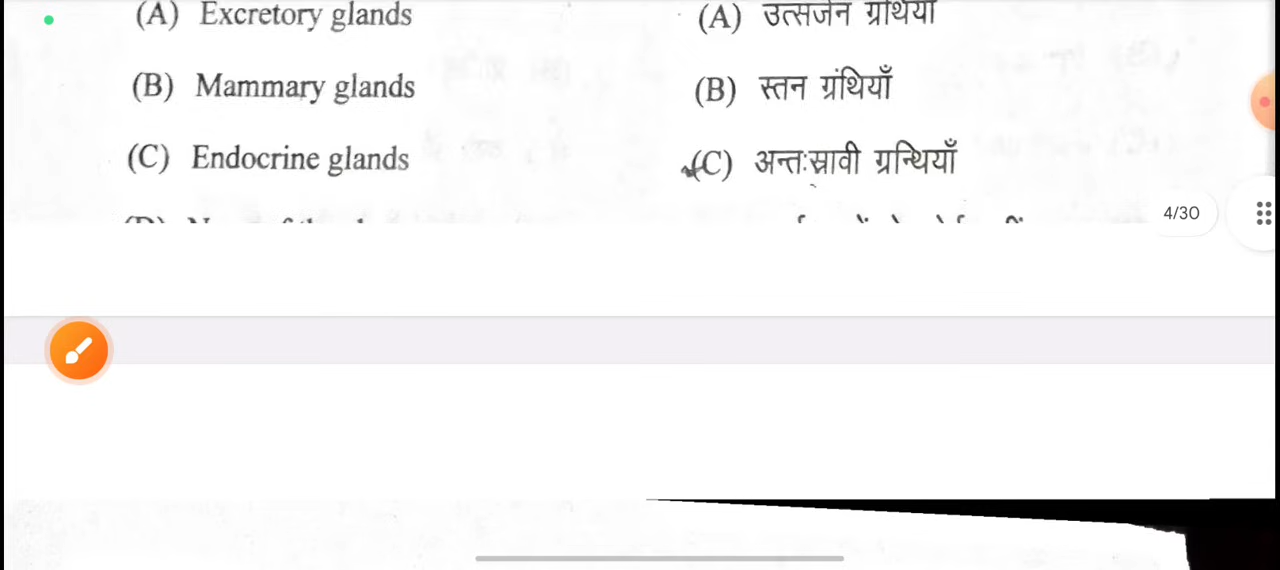 (A) Excretory glands
(B) Mammary glands
(C) Endocrine glands
(A) उत्सर्जन ग्रंथियाँ
(B) स्तन ग्रंथियाँ
(C) अन्तःस्रावी ग्रन्थियाँ
4/30